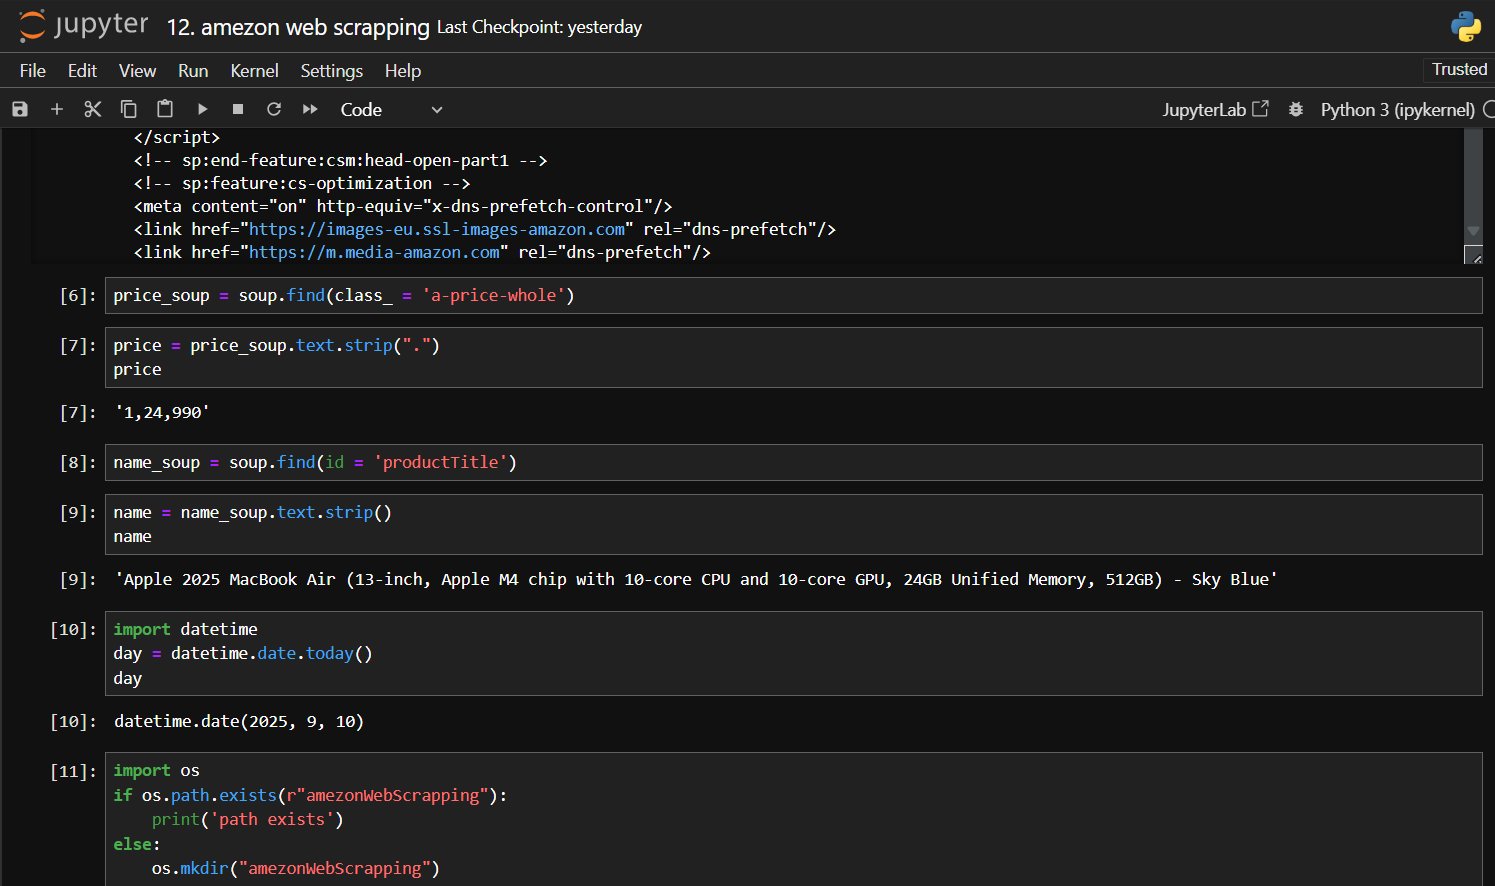 jupyter 12. amezon web scrapping Last Checkpoint: yesterday
File Edit View Run Kernel Settings Help Trusted
Code JupyterLab Python 3 (ipykernel)
</script>
<!-- sp:end-feature:csm:head-open-part1 -->
<!-- sp:feature:cs-optimization -->
<meta content="on" http-equiv="x-dns-prefetch-control"/>
<link href="https://images-eu.ssl-images-amazon.com" rel="dns-prefetch"/>
<link href="https://m.media-amazon.com" rel="dns-prefetch"/>
[6]: price_soup = soup.find(class_ = 'a-price-whole')
[7]: price = price_soup.text.strip(".")
price
[7]: '1,24,990'
[8]: name_soup = soup.find(id = 'productTitle')
[9]: name = name_soup.text.strip()
name
[9]: 'Apple 2025 MacBook Air (13-inch, Apple M4 chip with 10-core CPU and 10-core GPU, 24GB Unified Memory, 512GB) - Sky Blue'
[10]: import datetime
day = datetime.date.today()
day
[10]: datetime.date(2025, 9, 10)
[11]: import os
if os.path.exists(r"amezonWebScrapping"):
    print('path exists')
else:
    os.mkdir("amezonWebScrapping")